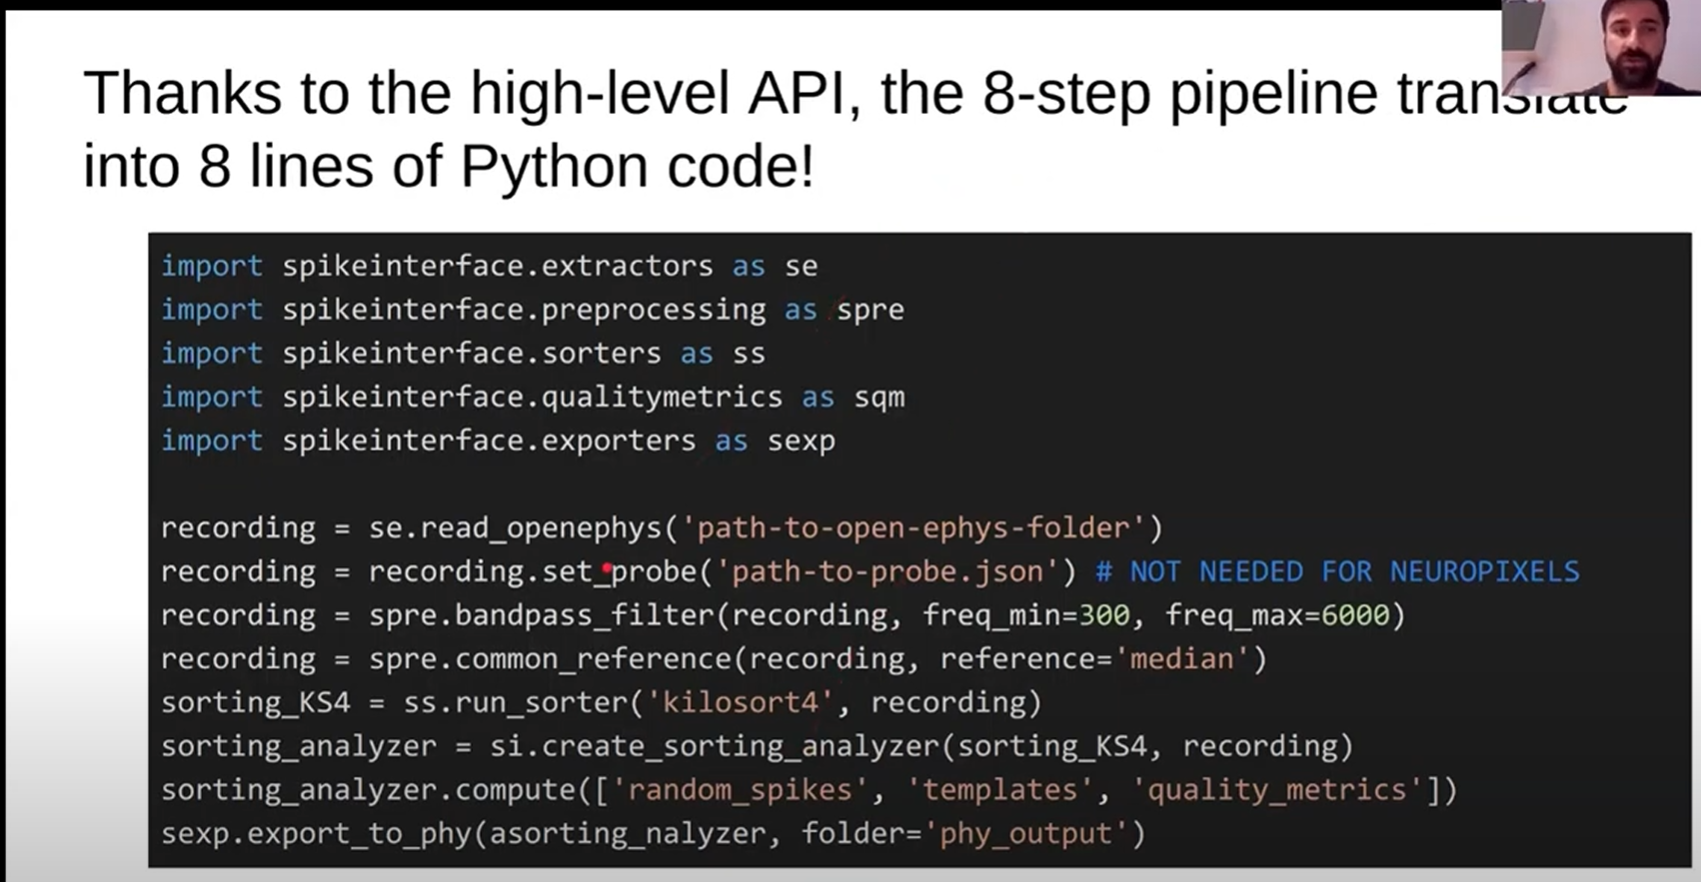 Thanks to the high-level API, the 8-step pipeline translate
into 8 lines of Python code!
import spikeinterface.extractors as se
import spikeinterface.preprocessing as spre
import spikeinterface.sorters as ss
import spikeinterface.qualitymetrics as sqm
import spikeinterface.exporters as sexp
recording = se.read_openephys('path-to-open-ephys-folder')
recording = recording.set_probe('path-to-probe.json') # NOT NEEDED FOR NEUROPIXELS
recording = spre.bandpass_filter(recording, freq_min=300, freq_max=6000)
recording = spre.common_reference(recording, reference='median')
sorting_KS4 = ss.run_sorter('kilosort4', recording)
sorting_analyzer = si.create_sorting_analyzer(sorting_KS4, recording)
sorting_analyzer.compute(['random_spikes', 'templates', 'quality_metrics'])
sexp.export_to_phy(asorting_nalyzer, folder='phy_output')